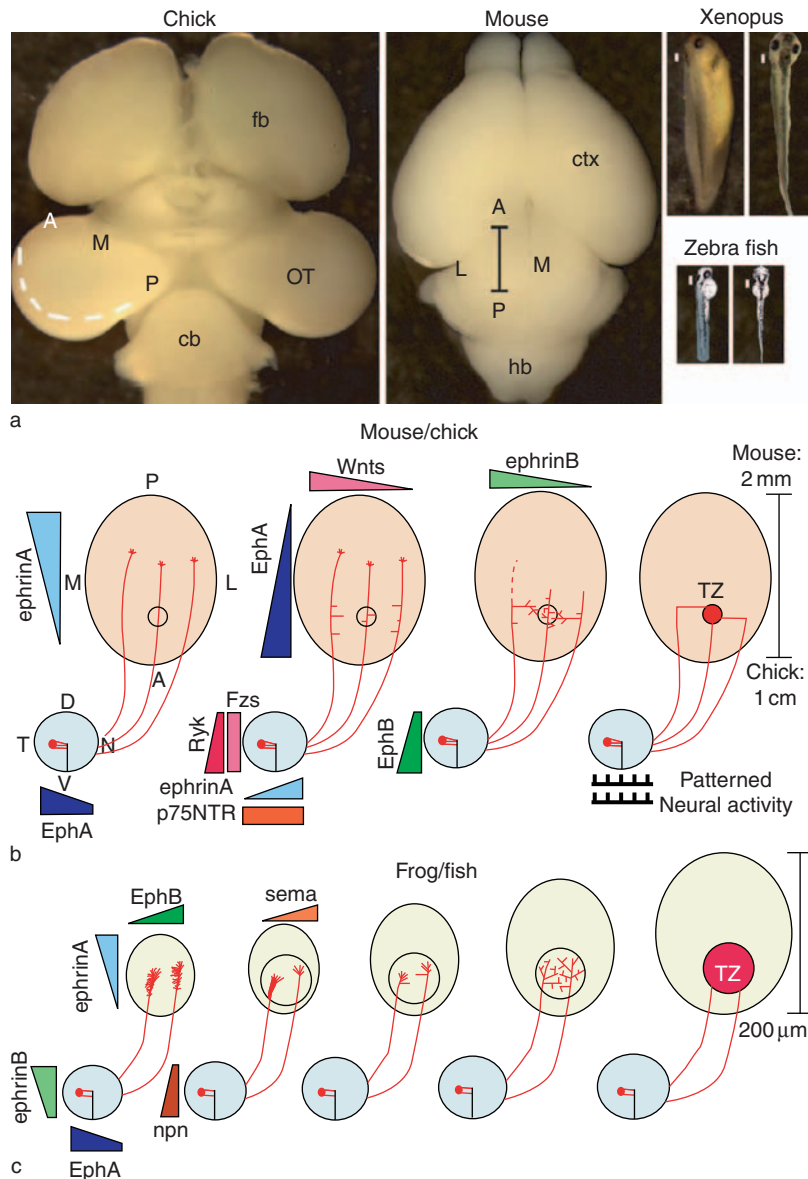 Chick
Mouse
Xenopus
fb
ctx
A
M
P
OT
cb
A
L
M
P
hb
Zebra fish
a
Mouse/chick
Wnts
ephrinB
Mouse:
2 mm
P
ephrinA
M
L
A
EphA
TZ
Chick:
1 cm
D
T
N
V
EphA
Ryk
Fzs
ephrinA
p75NTR
EphB
Patterned
Neural activity
b
Frog/fish
EphB
sema
ephrinA
TZ
200 µm
ephrinB
npn
EphA
c